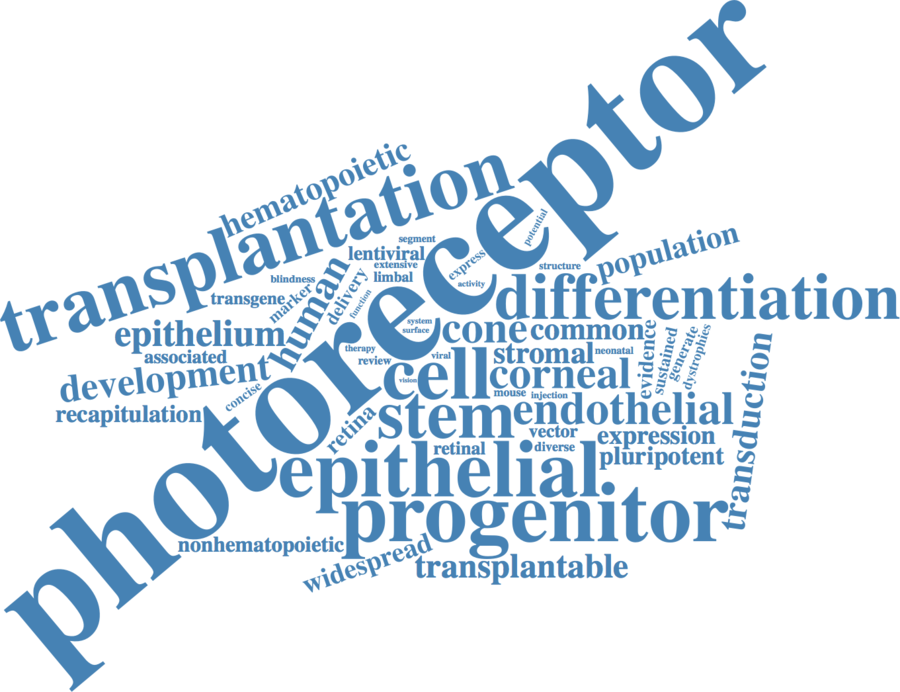 photoreceptor
hematopoietic
transplantation
potential
segment
lentiviral
extensive
limbal
express
activity
structure
population
blindness
transgene
marker
human
delivery
function
differentiation
epithelium
associated
development
recapitulation
concise
system
surface
cone
common
therapy
review
viral
stromal
neonatal
evidence
sustained
generate
dystrophies
transduction
vision
cell
corneal
mouse
injection
retina
stem
endothelial
vector
expression
retinal
diverse
pluripotent
epithelial
progenitor
nonhematopoietic
widespread
transplantable